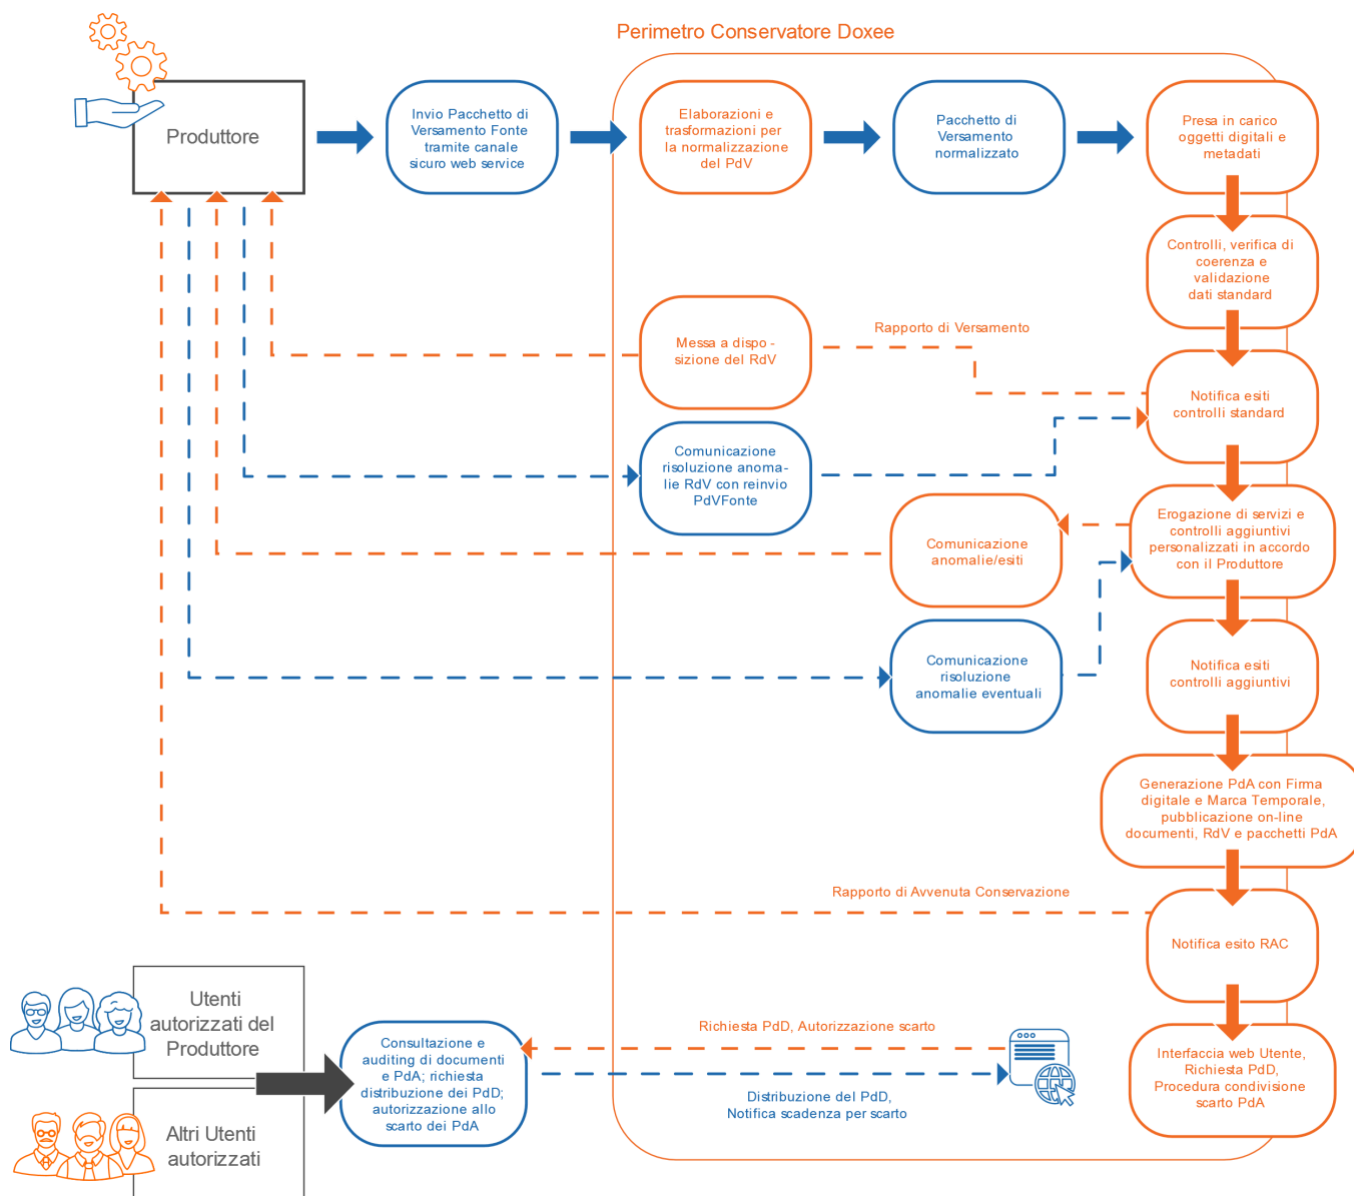 Perimetro Conservatore Doxee
Produttore
Invio Pacchetto di
Versamento Fonte
tramite canale
sicuro web service
Elaborazioni e
trasformazioni per
la normalizzazione
del PdV
Pacchetto di
Versamento
normalizzato
Presa in carico
oggetti digitali e
metadati
Controlli, verifica di
coerenza e
validazione
dati standard
Messa a dispo -
sizione del RdV
Rapporto di Versamento
Notifica esiti
controlli standard
Comunicazione
risoluzione anoma-
lie RdV con reinvio
PdVFonte
Erogazione di servizi e
controlli aggiuntivi
personalizzati in accordo
con il Produttore
Comunicazione
anomalie/esiti
Comunicazione
risoluzione
anomalie eventuali
Notifica esiti
controlli aggiuntivi
Generazione PdA con Firma
digitale e Marca Temporale,
pubblicazione on-line
documenti, RdV e pacchetti PdA
Rapporto di Avvenuta Conservazione
Notifica esito RAC
Utenti
autorizzati del
Produttore
Altri Utenti
autorizzati
Consultazione e
auditing di documenti
e PdA; richiesta
distribuzione dei PdD;
autorizzazione allo
scarto dei PdA
Richiesta PdD, Autorizzazione scarto
Distribuzione del PdD,
Notifica scadenza per scarto
Interfaccia web Utente,
Richiesta PdD,
Procedura condivisione
scarto PdA